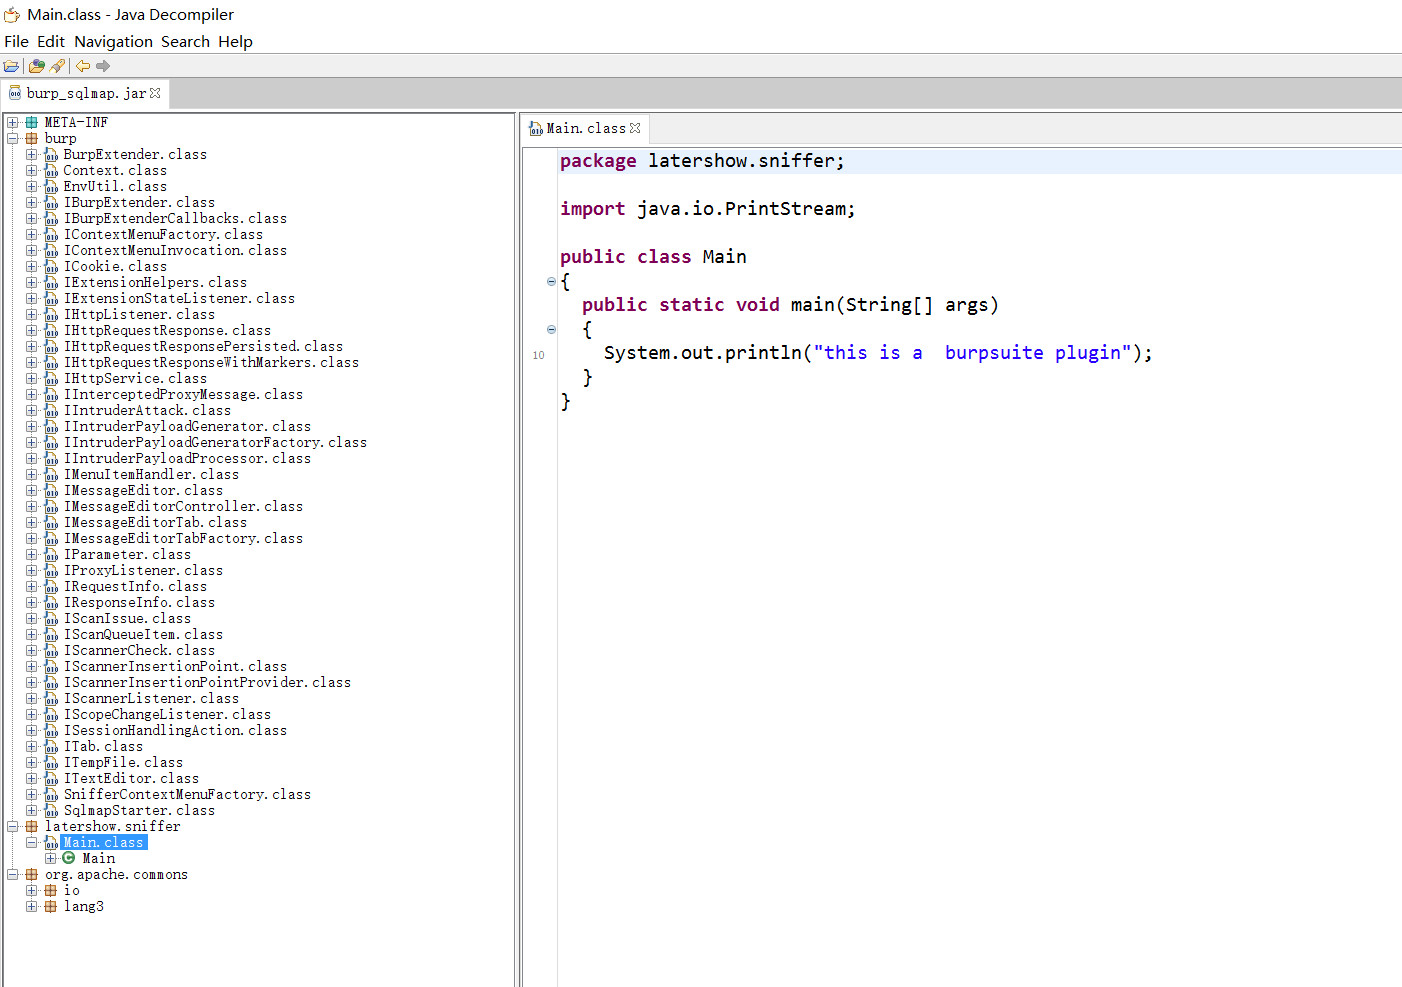 Main.class - Java Decompiler
File Edit Navigation Search Help
burp_sqlmap.jar
META-INF
burp
BurpExtender.class
Context.class
EnvUtil.class
IBurpExtender.class
IBurpExtenderCallbacks.class
IContextMenuFactory.class
IContextMenuInvocation.class
ICookie.class
IExtensionHelpers.class
IExtensionStateListener.class
IHttpListener.class
IHttpRequestResponse.class
IHttpRequestResponsePersisted.class
IHttpRequestResponseWithMarkers.class
IHttpService.class
IInterceptedProxyMessage.class
IIntruderAttack.class
IIntruderPayloadGenerator.class
IIntruderPayloadGeneratorFactory.class
IIntruderPayloadProcessor.class
IMenuItemHandler.class
IMessageEditor.class
IMessageEditorController.class
IMessageEditorTab.class
IMessageEditorTabFactory.class
IParameter.class
IProxyListener.class
IRequestInfo.class
IResponseInfo.class
IScanIssue.class
IScanQueueItem.class
IScannerCheck.class
IScannerInsertionPoint.class
IScannerInsertionPointProvider.class
IScannerListener.class
IScopeChangeListener.class
ISessionHandlingAction.class
ITab.class
ITempFile.class
ITextEditor.class
SnifferContextMenuFactory.class
SqlmapStarter.class
latershow.sniffer
Main.class
Main
org.apache.commons
io
lang3
Main.class
package latershow.sniffer;
import java.io.PrintStream;
public class Main
{
public static void main(String[] args)
{
10 System.out.println("this is a  burpsuite plugin");
}
}